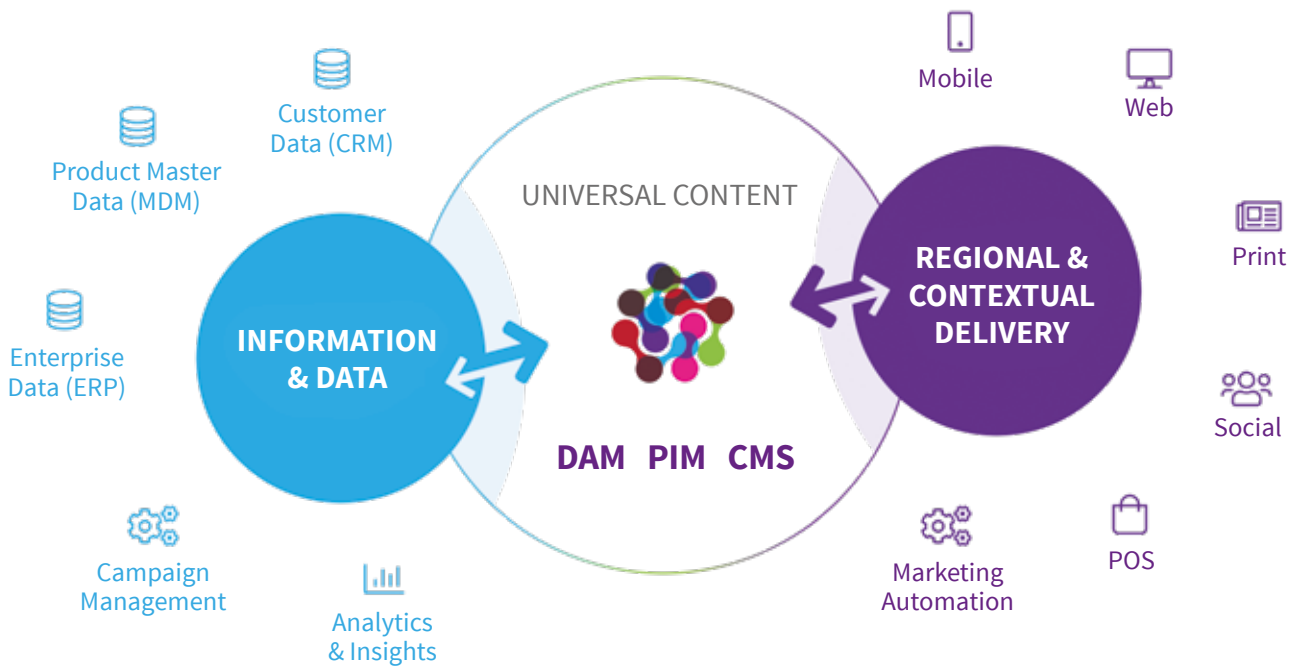 Customer
Data (CRM)
Product Master
Data (MDM)
Enterprise
Data (ERP)
INFORMATION
& DATA
Campaign
Management
Analytics
& Insights
UNIVERSAL CONTENT
DAM PIM CMS
REGIONAL &
CONTEXTUAL
DELIVERY
Mobile
Web
Print
Social
POS
Marketing
Automation